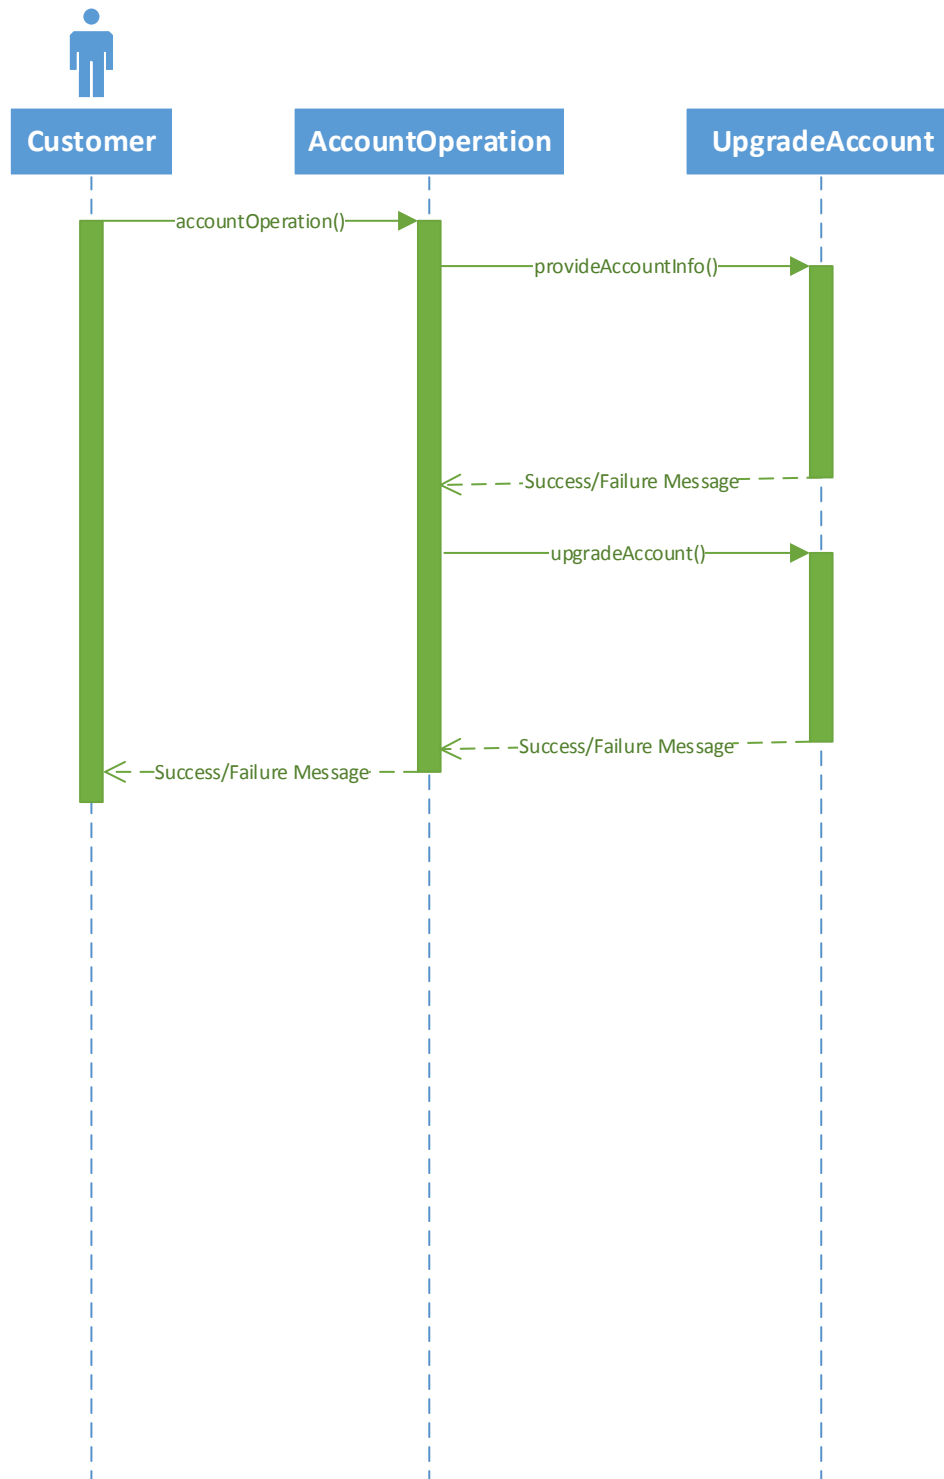 Customer
AccountOperation
UpgradeAccount
accountOperation()
provideAccountInfo()
Success/Failure Message
upgradeAccount()
Success/Failure Message
Success/Failure Message